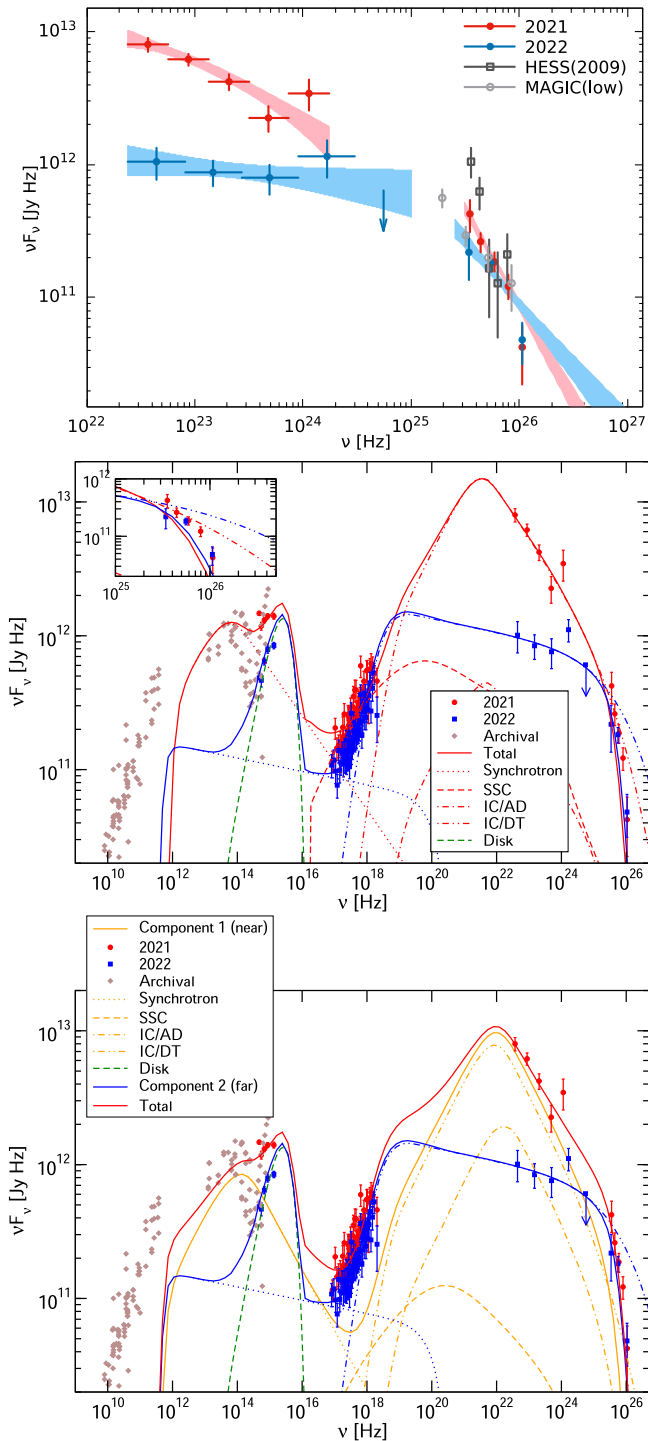 10^13
10^12
10^11
νF_ν [Jy Hz]
2021
2022
HESS(2009)
MAGIC(low)
10^22 10^23 10^24 10^25 10^26 10^27
ν [Hz]
10^12
10^11
10^25 10^26
10^13
10^12
10^11
νF_ν [Jy Hz]
2021
2022
Archival
Total
Synchrotron
SSC
IC/AD
IC/DT
Disk
10^10 10^12 10^14 10^16 10^18 10^20 10^22 10^24 10^26
ν [Hz]
Component 1 (near)
2021
2022
Archival
Synchrotron
SSC
IC/AD
IC/DT
Disk
Component 2 (far)
Total
10^13
10^12
10^11
νF_ν [Jy Hz]
10^10 10^12 10^14 10^16 10^18 10^20 10^22 10^24 10^26
ν [Hz]